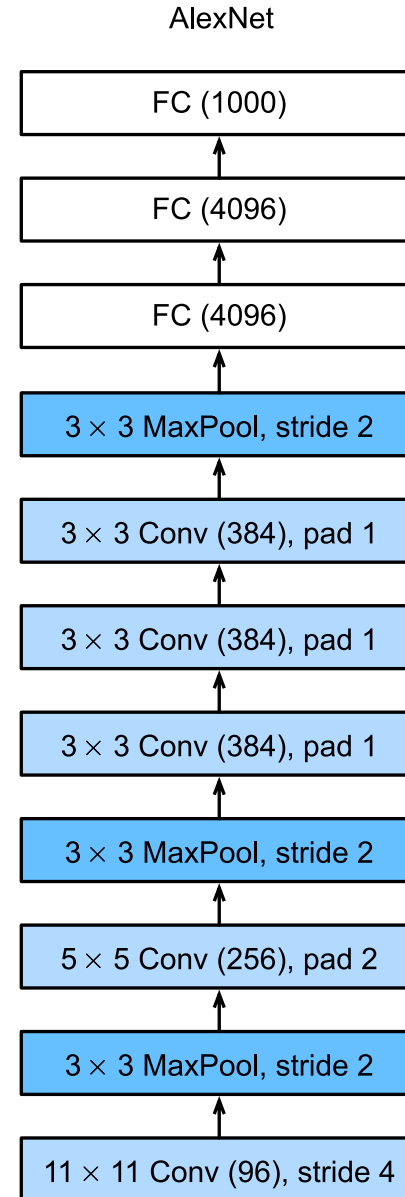 AlexNet
FC (1000)
FC (4096)
FC (4096)
3 × 3 MaxPool, stride 2
3 × 3 Conv (384), pad 1
3 × 3 Conv (384), pad 1
3 × 3 Conv (384), pad 1
3 × 3 MaxPool, stride 2
5 × 5 Conv (256), pad 2
3 × 3 MaxPool, stride 2
11 × 11 Conv (96), stride 4